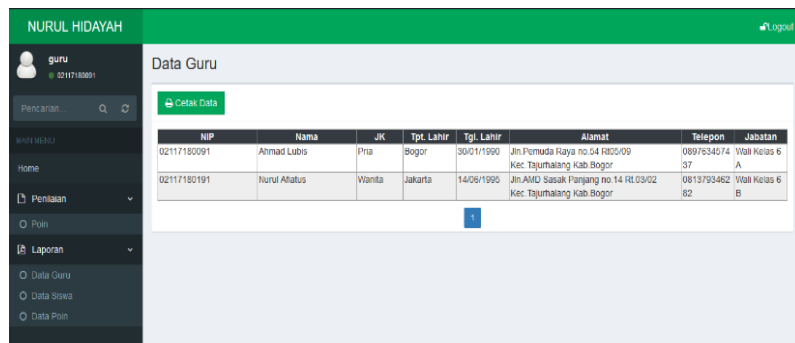 NURUL HIDAYAH
Logout
guru
02117180091
Data Guru
Pencarian...
Cetak Data
MAIN MENU
NIP Nama JK Tpt. Lahir Tgl. Lahir Alamat Telepon Jabatan
02117180091 Ahmad Lubis Pria Bogor 30/01/1990 Jln.Pemuda Raya no.54 Rt05/09 0897634574 Wali Kelas 6
Kec.Tajurhalang Kab.Bogor 37 A
02117180191 Nurul Afiatus Wanita Jakarta 14/06/1995 Jln.AMD Sasak Panjang no.14 Rt.03/02 0813793462 Wali Kelas 6
Kec.Tajurhalang Kab.Bogor 82 B
1
Home
Penilaian
Poin
Laporan
Data Guru
Data Siswa
Data Poin